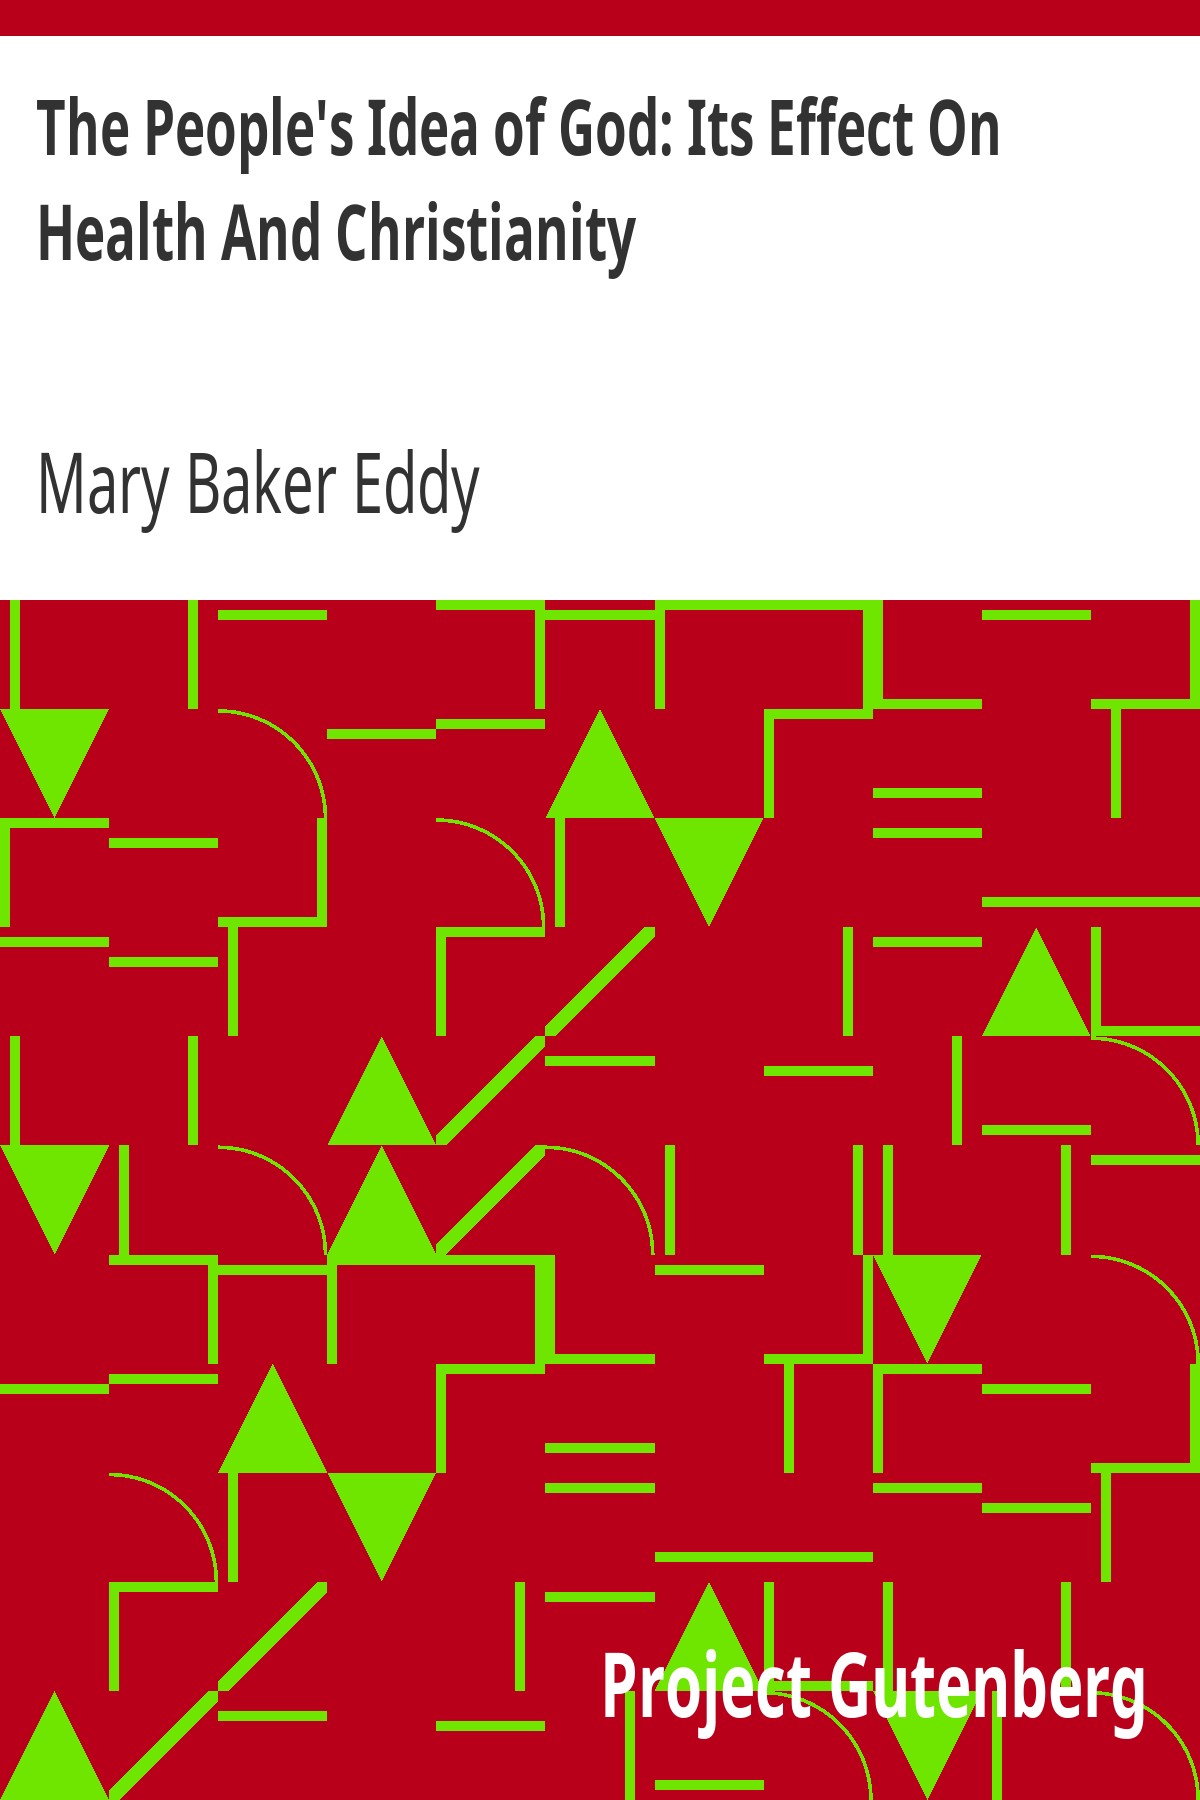 The People's Idea of God: Its Effect On
Health And Christianity
Mary Baker Eddy
Project Gutenberg